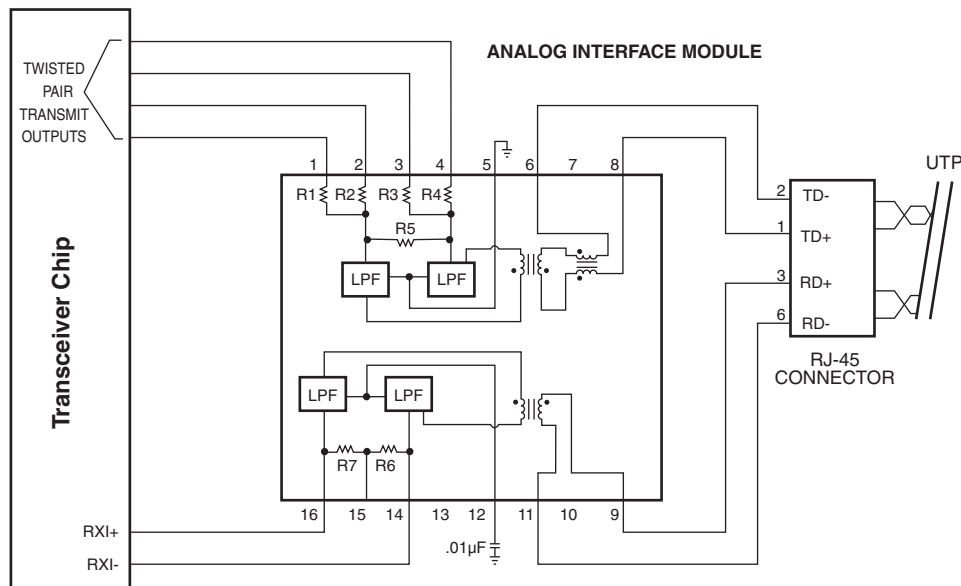 ANALOG INTERFACE MODULE
TWISTED
PAIR
TRANSMIT
OUTPUTS
Transceiver Chip
1 2 3 4 5 6 7 8
R1 R2 R3 R4
R5
LPF LPF
LPF LPF
R7 R6
16 15 14 13 12 11 10 9
.01µF
RXI+
RXI-
UTP
2 TD-
1 TD+
3 RD+
6 RD-
RJ-45
CONNECTOR